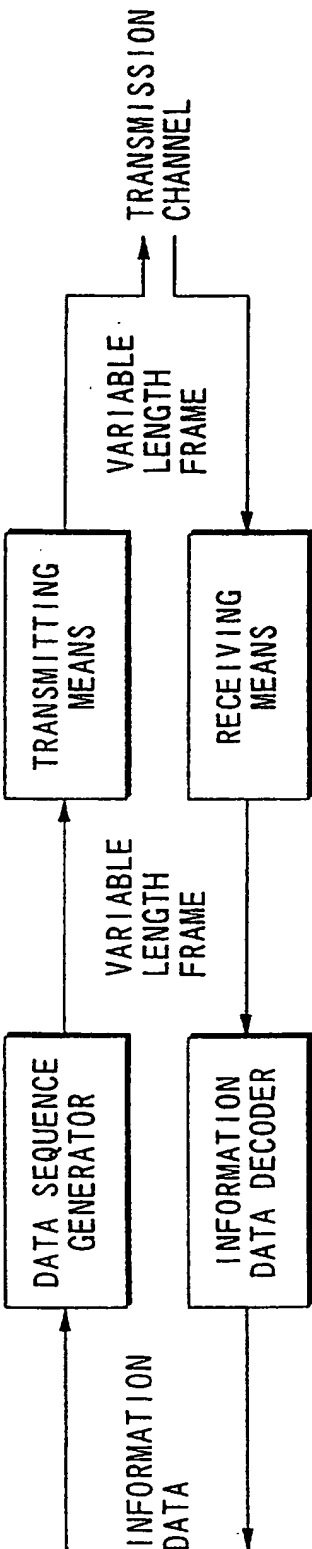 INFORMATION
DATA
DATA SEQUENCE
GENERATOR
VARIABLE
LENGTH
FRAME
TRANSMITTING
MEANS
VARIABLE
LENGTH
FRAME
TRANSMISSION
CHANNEL
INFORMATION
DATA DECODER
RECEIVING
MEANS